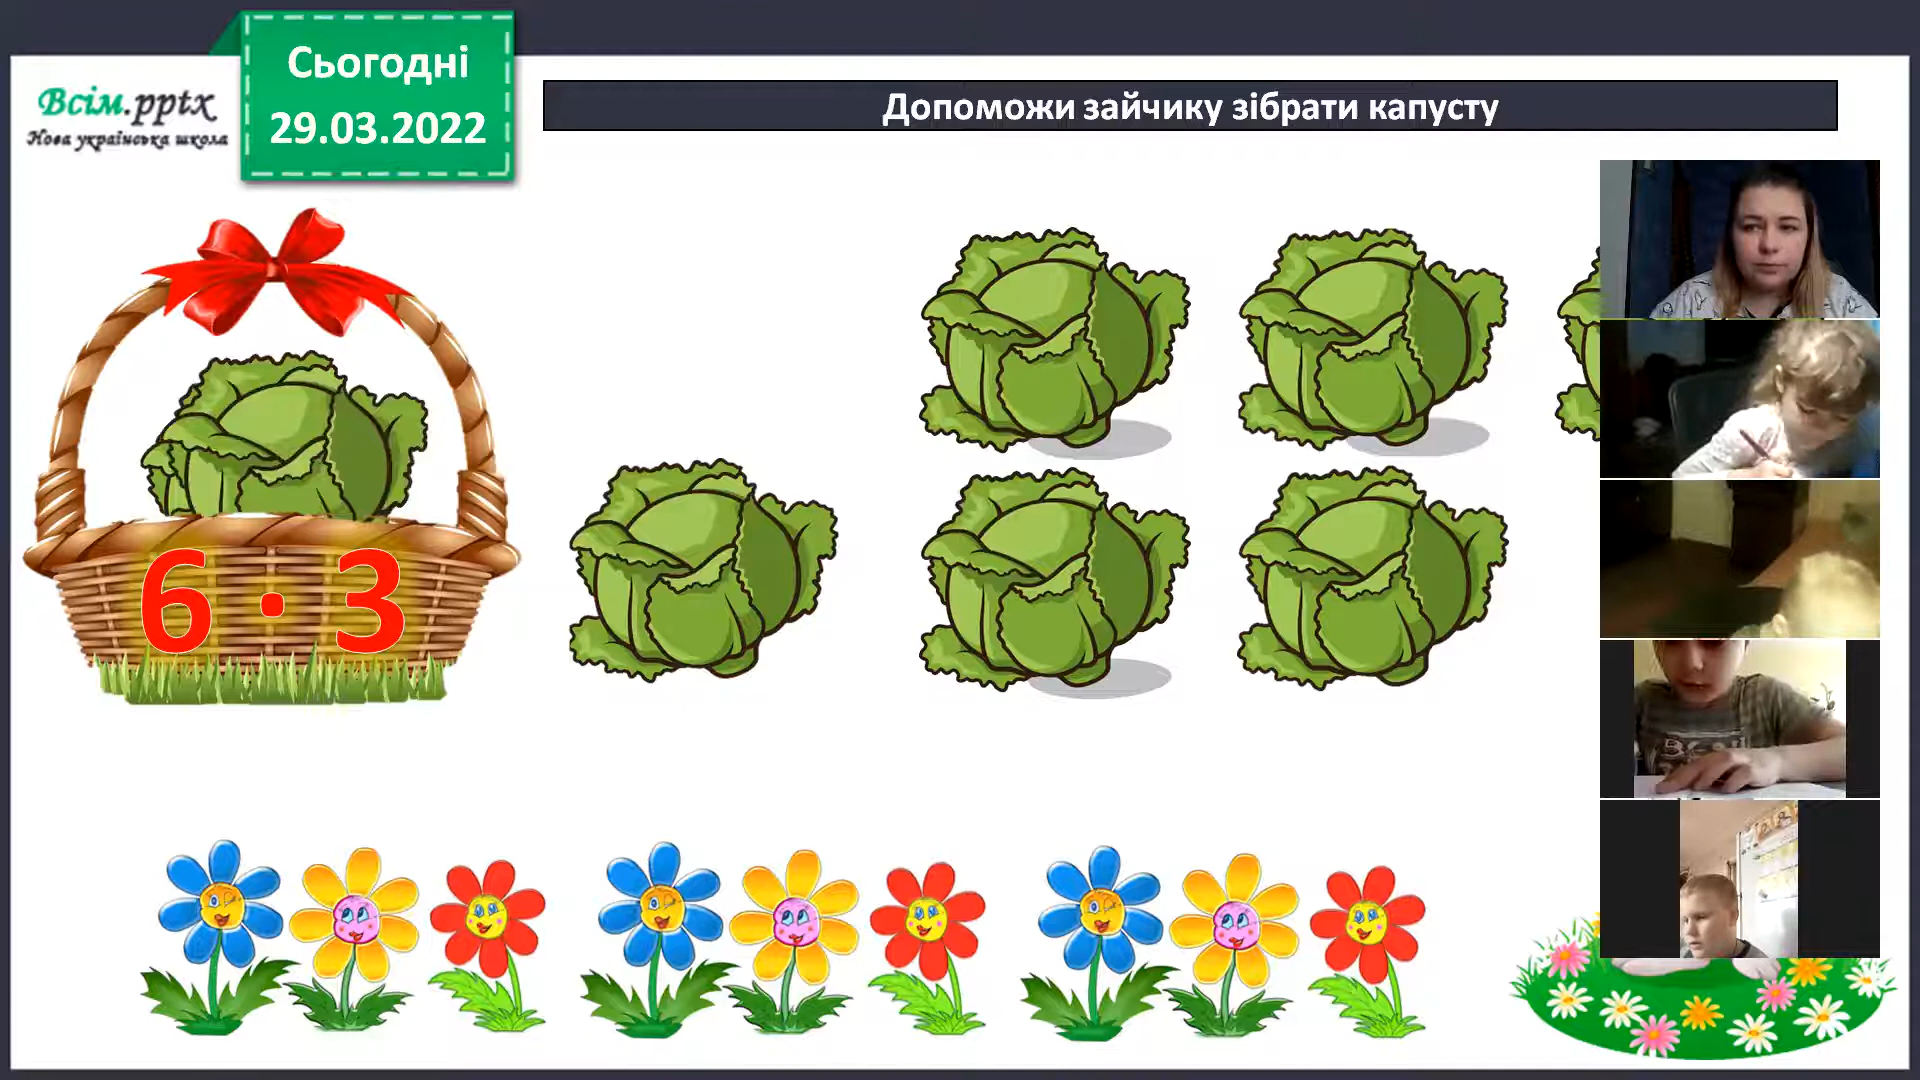 Сьогодні
29.03.2022
Всім.pptx
Нова українська школа
Допоможи зайчику зібрати капусту
6 · 3